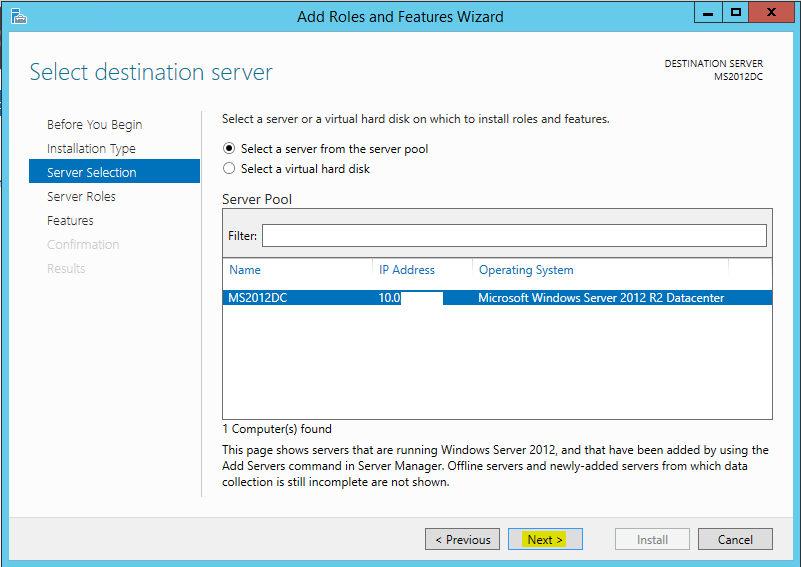 Add Roles and Features Wizard
Select destination server
DESTINATION SERVER
MS2012DC
Before You Begin
Installation Type
Server Selection
Server Roles
Features
Confirmation
Results
Select a server or a virtual hard disk on which to install roles and features.
Select a server from the server pool
Select a virtual hard disk
Server Pool
Filter:
Name IP Address Operating System
MS2012DC 10.0 Microsoft Windows Server 2012 R2 Datacenter
1 Computer(s) found
This page shows servers that are running Windows Server 2012, and that have been added by using the
Add Servers command in Server Manager. Offline servers and newly-added servers from which data
collection is still incomplete are not shown.
< Previous Next > Install Cancel